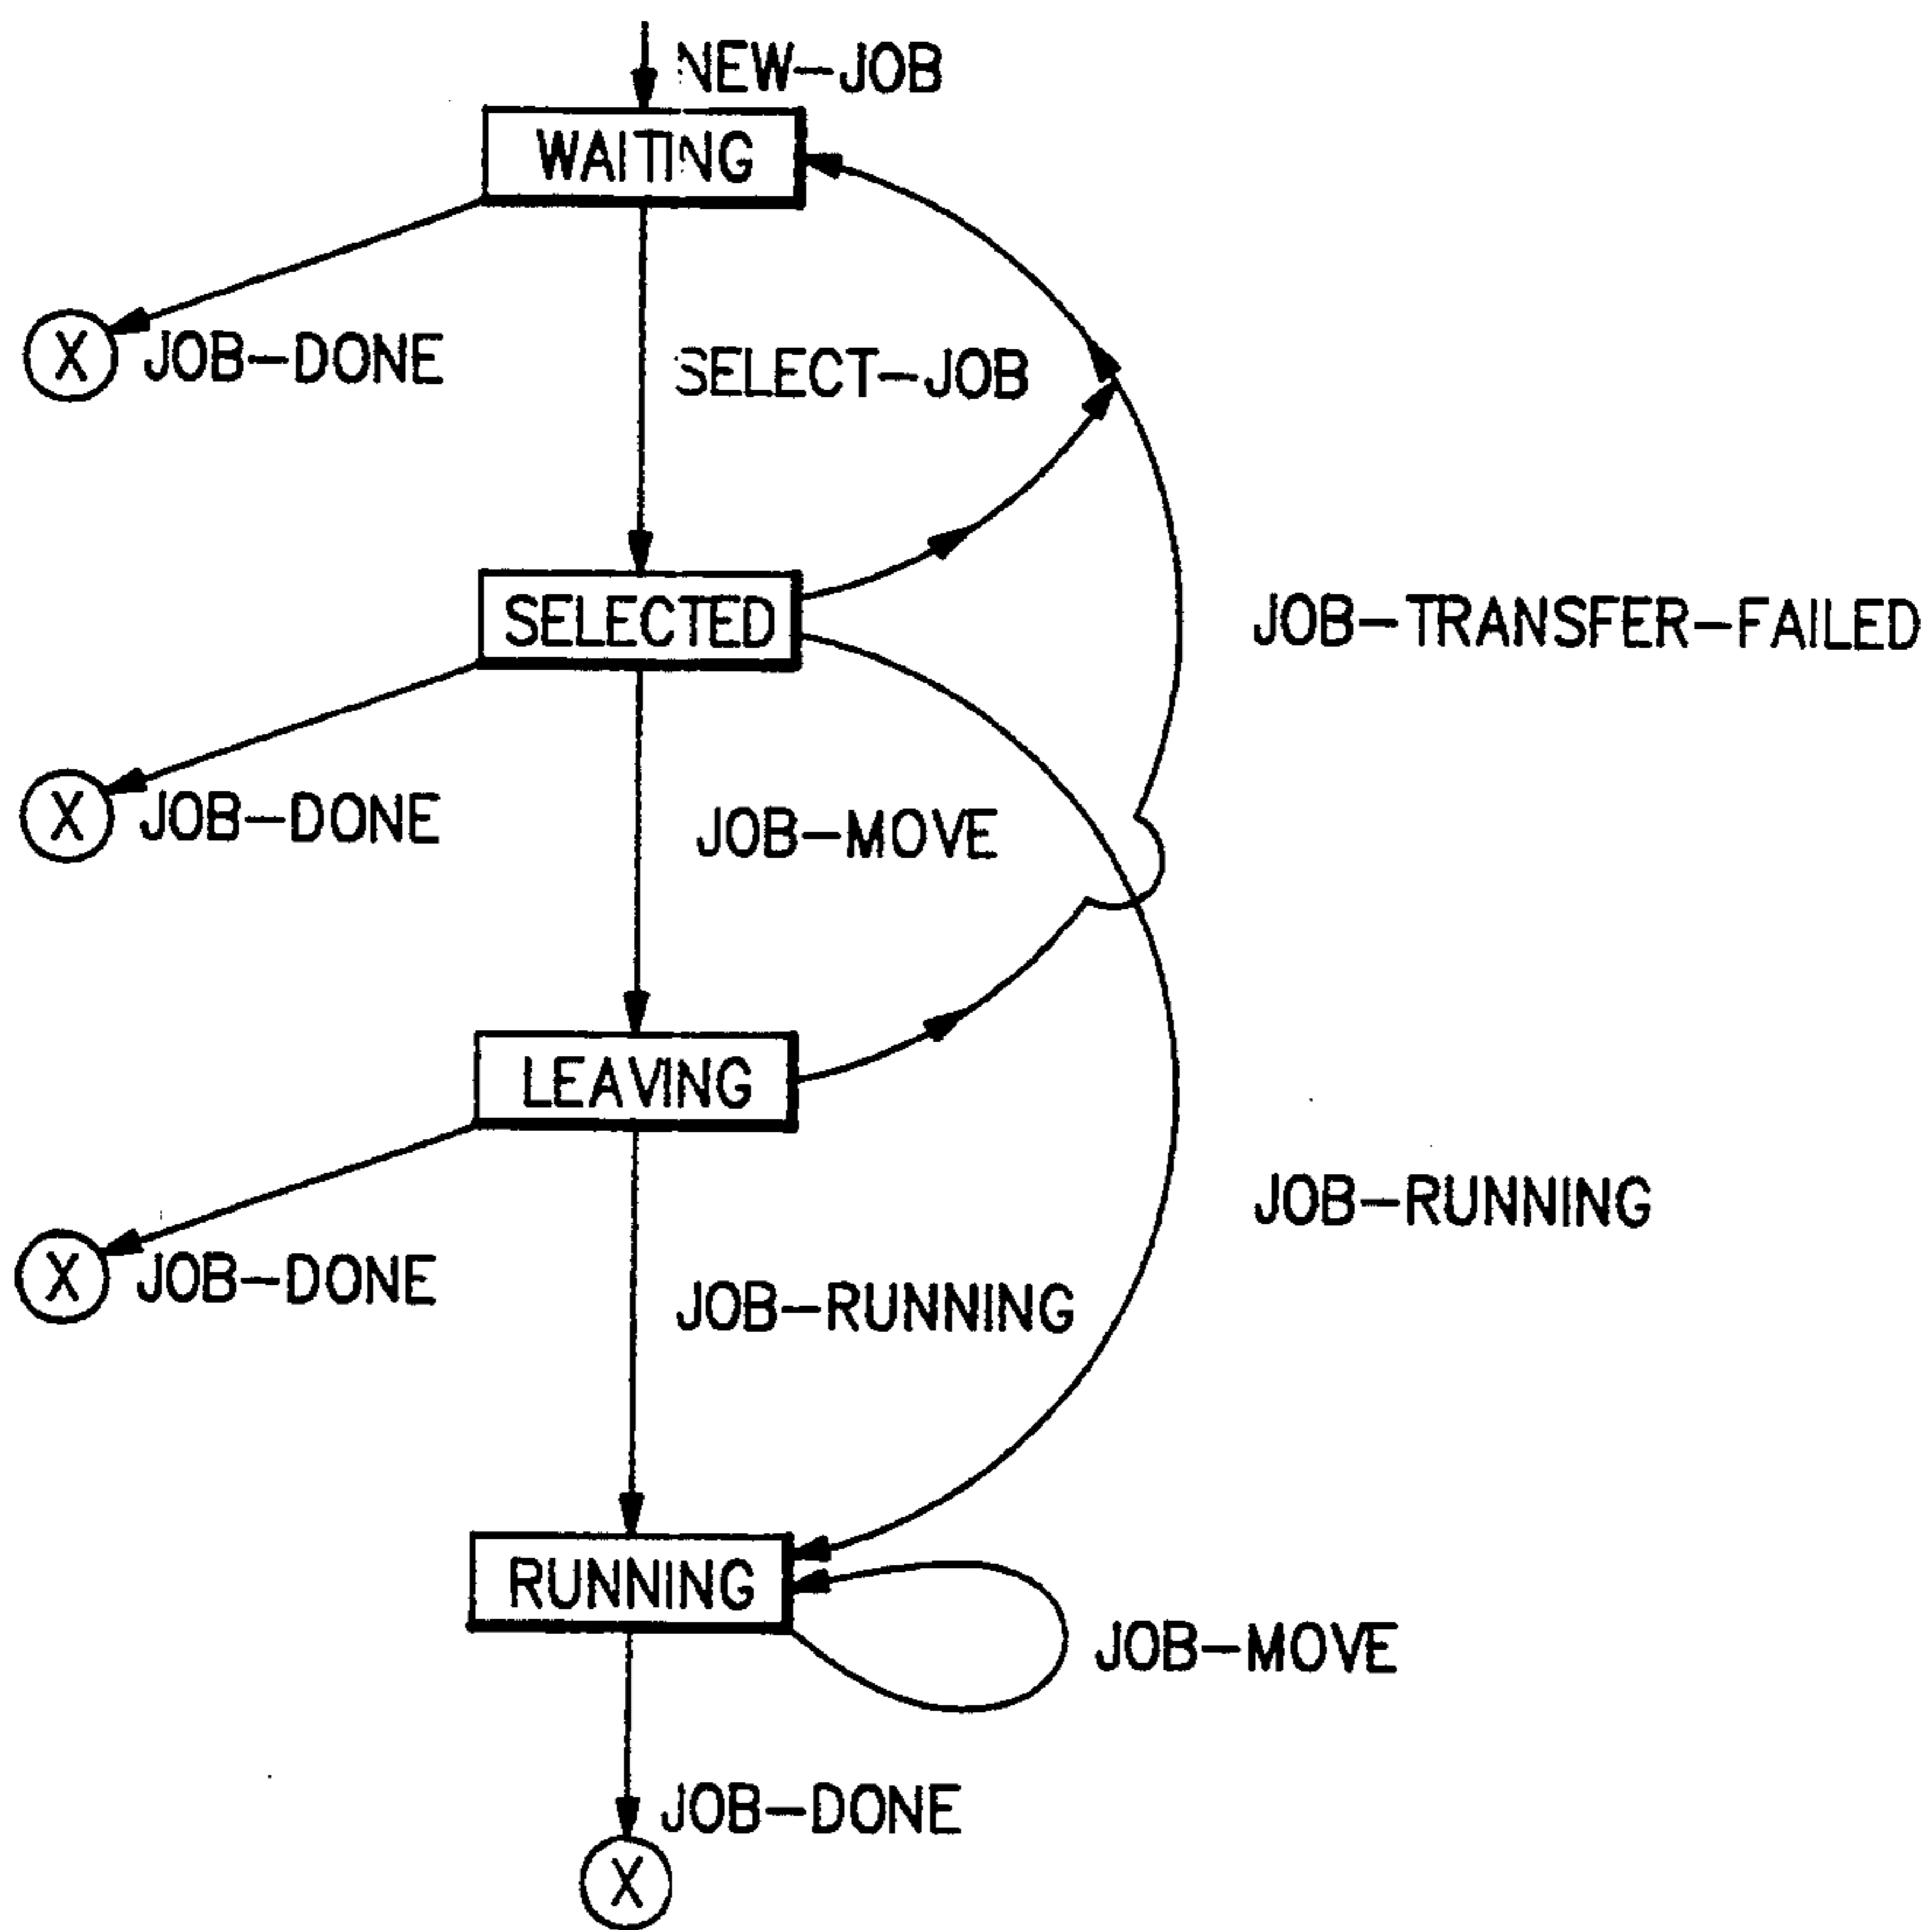 NEW-JOB
WAITING
X JOB-DONE
SELECT-JOB
SELECTED
JOB-TRANSFER-FAILED
X JOB-DONE
JOB-MOVE
LEAVING
JOB-RUNNING
X JOB-DONE
JOB-RUNNING
RUNNING
JOB-MOVE
JOB-DONE
X